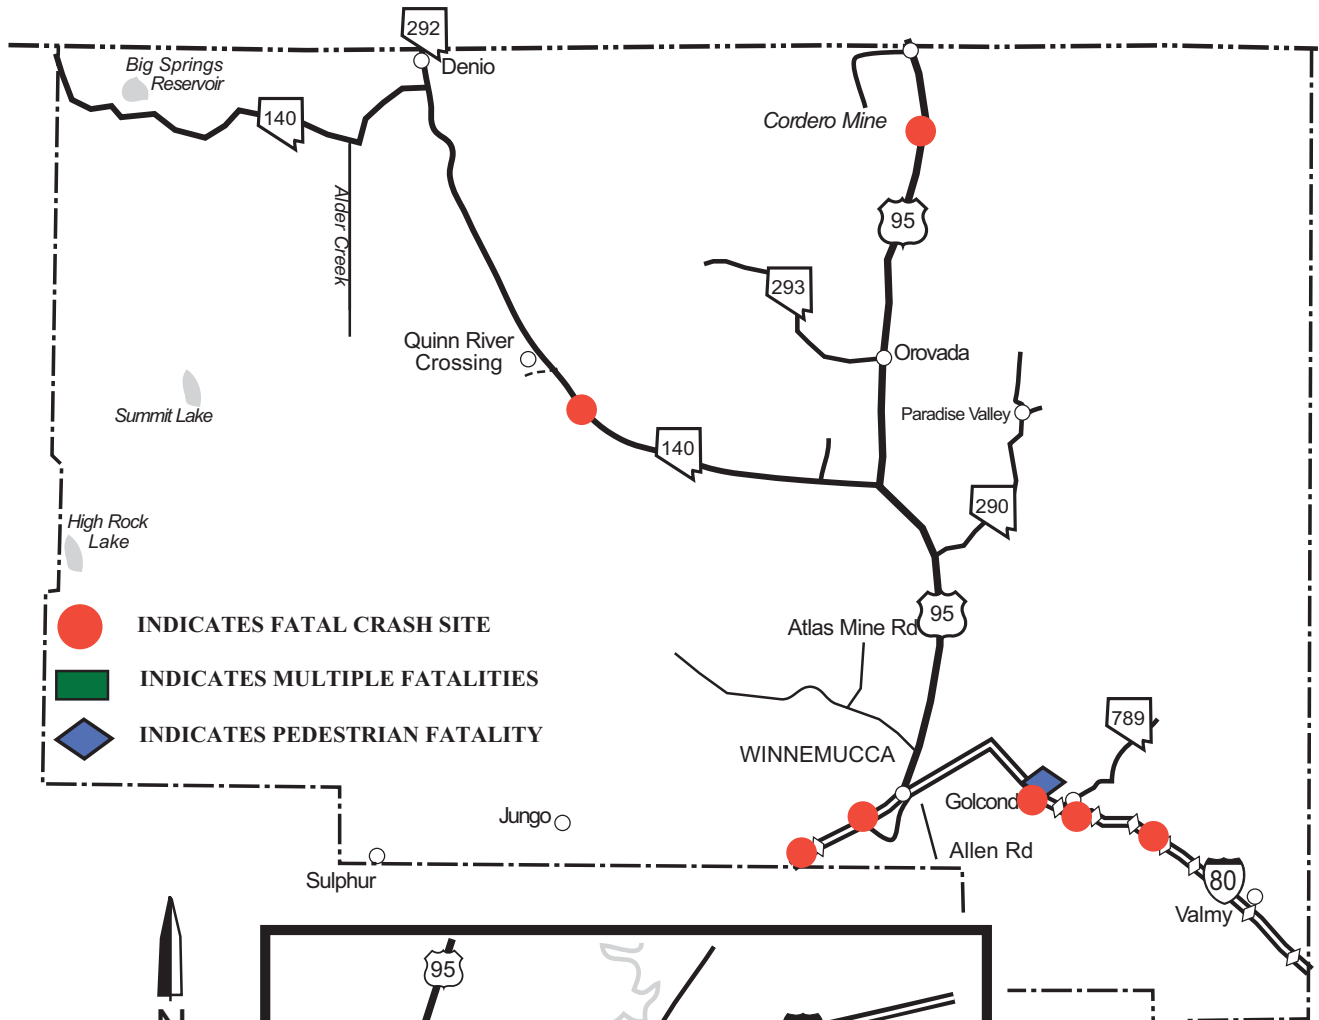 292
Denio
Big Springs
Reservoir
140
Cordero Mine
Alder Creek
95
293
Quinn River
Crossing
Orovada
Summit Lake
Paradise Valley
140
290
High Rock
Lake
INDICATES FATAL CRASH SITE
Atlas Mine Rd
95
INDICATES MULTIPLE FATALITIES
INDICATES PEDESTRIAN FATALITY
789
WINNEMUCCA
Golcond
Jungo
Allen Rd
Sulphur
80
Valmy
95
N